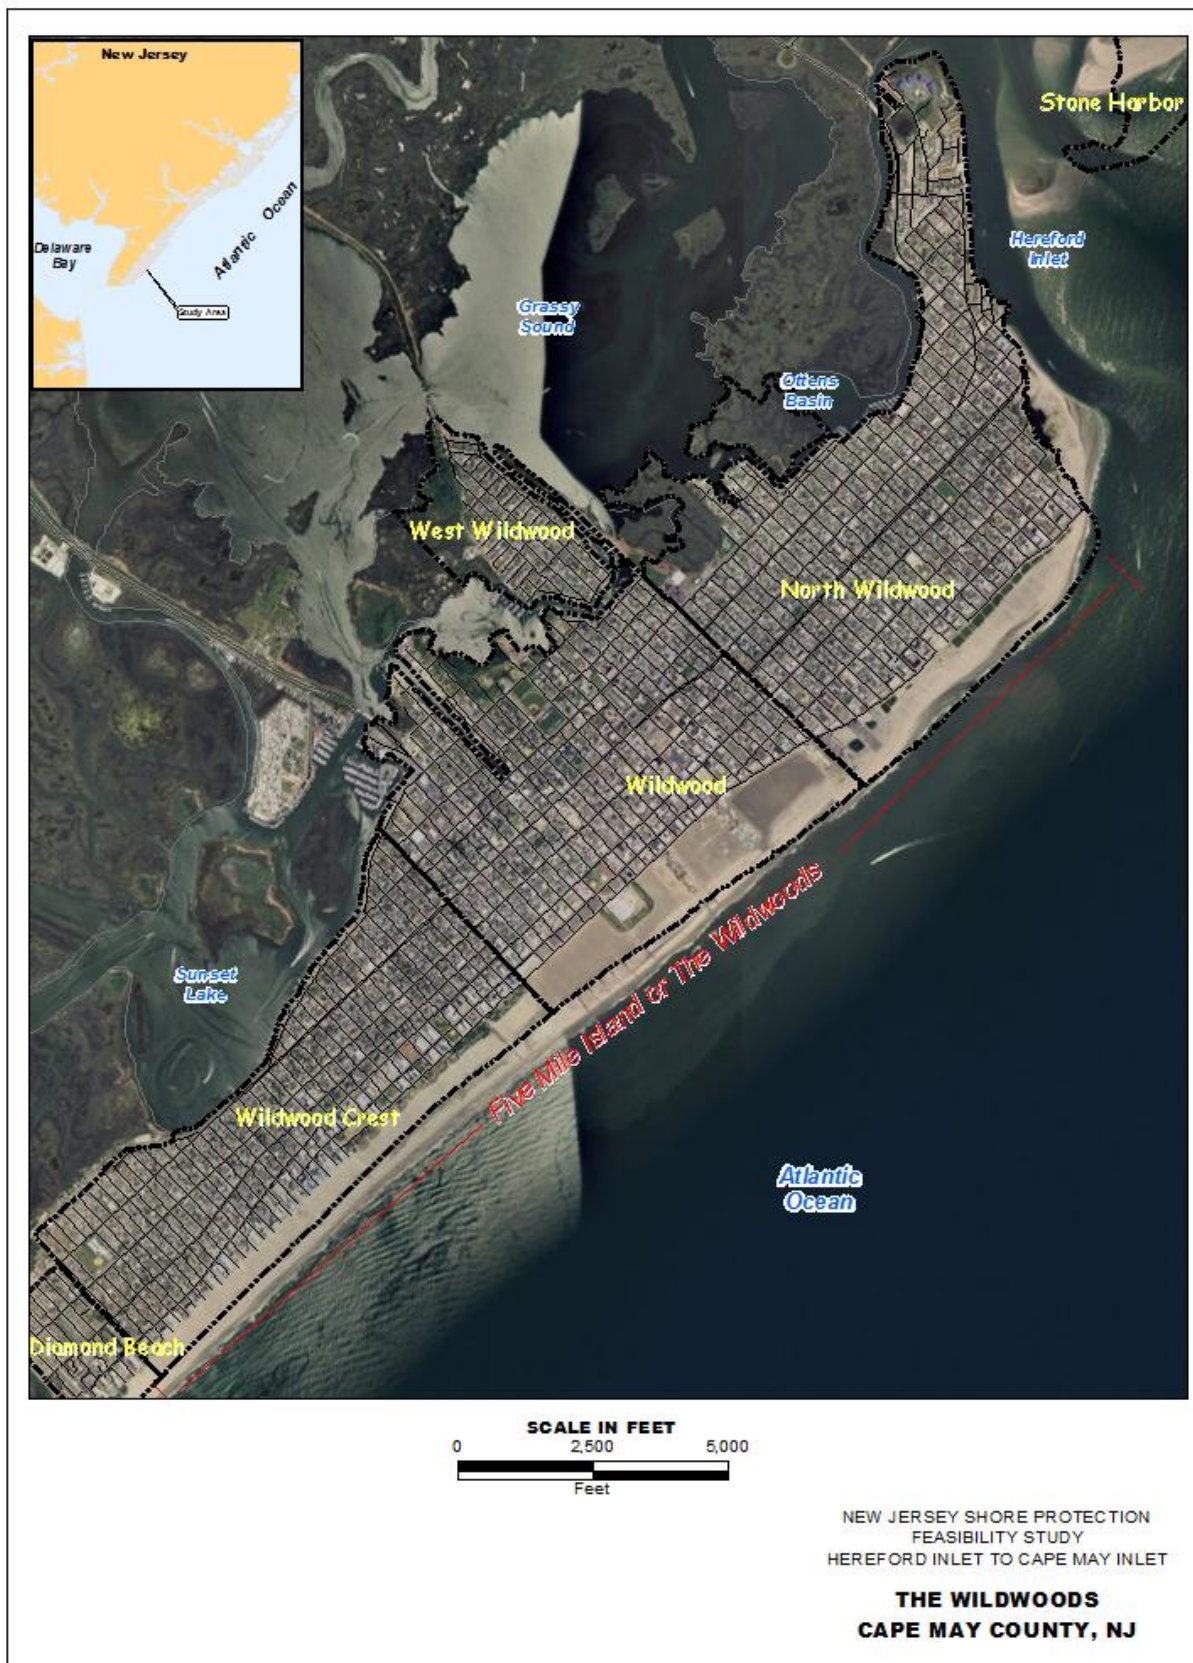 New Jersey
Delaware
Bay
Atlantic Ocean
Study Area
Stone Harbor
Hereford
Inlet
Grassy
Sound
Ottens
Basin
West Wildwood
North Wildwood
Wildwood
Sunset
Lake
Five Mile Island or The Wildwoods
Wildwood Crest
Atlantic
Ocean
Diamond Beach
SCALE IN FEET
0 2,500 5,000
Feet
NEW JERSEY SHORE PROTECTION
FEASIBILITY STUDY
HEREFORD INLET TO CAPE MAY INLET
THE WILDWOODS
CAPE MAY COUNTY, NJ